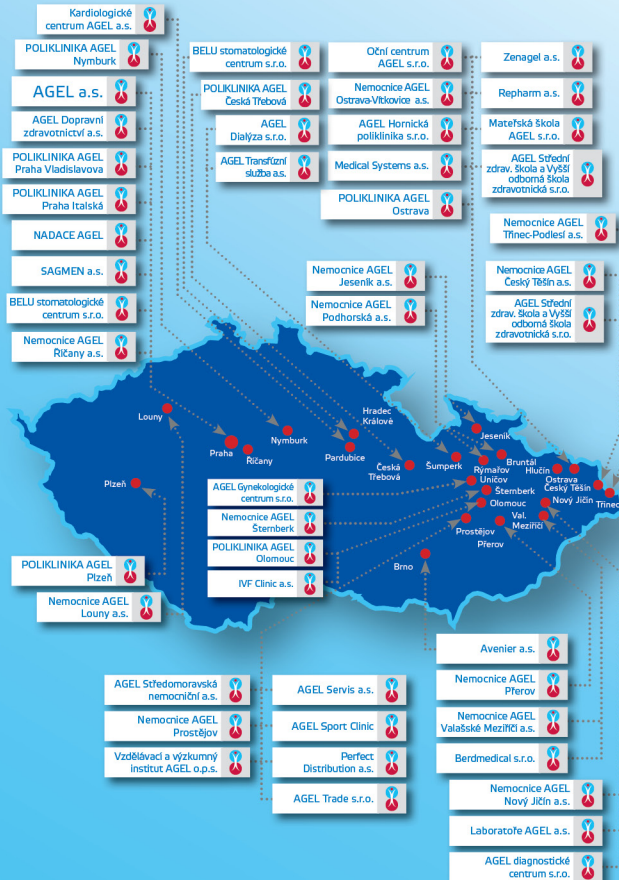 Kardiologické
centrum AGEL a.s.
POLIKLINIKA AGEL
Nymburk
AGEL a.s.
AGEL Dopravní
zdravotnictví a.s.
POLIKLINIKA AGEL
Praha Vladislavova
POLIKLINIKA AGEL
Praha Italská
NADACE AGEL
SAGMEN a.s.
BELU stomatologické
centrum s.r.o.
Nemocnice AGEL
Říčany a.s.
BELU stomatologické
centrum s.r.o.
POLIKLINIKA AGEL
Česká Třebová
AGEL
Dialýza s.r.o.
AGEL Transfúzní
služba a.s.
Oční centrum
AGEL s.r.o.
Nemocnice AGEL
Ostrava-Vítkovice a.s.
AGEL Hornická
poliklinika s.r.o.
Medical Systems a.s.
POLIKLINIKA AGEL
Ostrava
Zenagel a.s.
Repharm a.s.
Mateřská škola
AGEL s.r.o.
AGEL Střední
zdrav. škola a Vyšší
odborná škola
zdravotnická s.r.o.
Nemocnice AGEL
Třinec-Podlesí a.s.
Nemocnice AGEL
Český Těšín a.s.
AGEL Střední
zdrav. škola a Vyšší
odborná škola
zdravotnická s.r.o.
Nemocnice AGEL
Jeseník a.s.
Nemocnice AGEL
Podhorská a.s.
Louny
Praha
Říčany
Nymburk
Hradec
Králové
Pardubice
Česká
Třebová
Plzeň
Šumperk
Jeseník
Rýmařov
Bruntál
Uničov
Šternberk
Olomouc
Hlučín
Ostrava
Český Těšín
Nový Jičín
Třinec
Val.
Meziříčí
Prostějov
Přerov
Brno
AGEL Gynekologické
centrum s.r.o.
Nemocnice AGEL
Šternberk
POLIKLINIKA AGEL
Olomouc
IVF Clinic a.s.
POLIKLINIKA AGEL
Plzeň
Nemocnice AGEL
Louny a.s.
AGEL Středomoravská
nemocniční a.s.
Nemocnice AGEL
Prostějov
Vzdělávací a výzkumný
institut AGEL o.p.s.
AGEL Servis a.s.
AGEL Sport Clinic
Perfect
Distribution a.s.
AGEL Trade s.r.o.
Avenier a.s.
Nemocnice AGEL
Přerov
Nemocnice AGEL
Valašské Meziříčí a.s.
Berdmedical s.r.o.
Nemocnice AGEL
Nový Jičín a.s.
Laboratoře AGEL a.s.
AGEL diagnostické
centrum s.r.o.